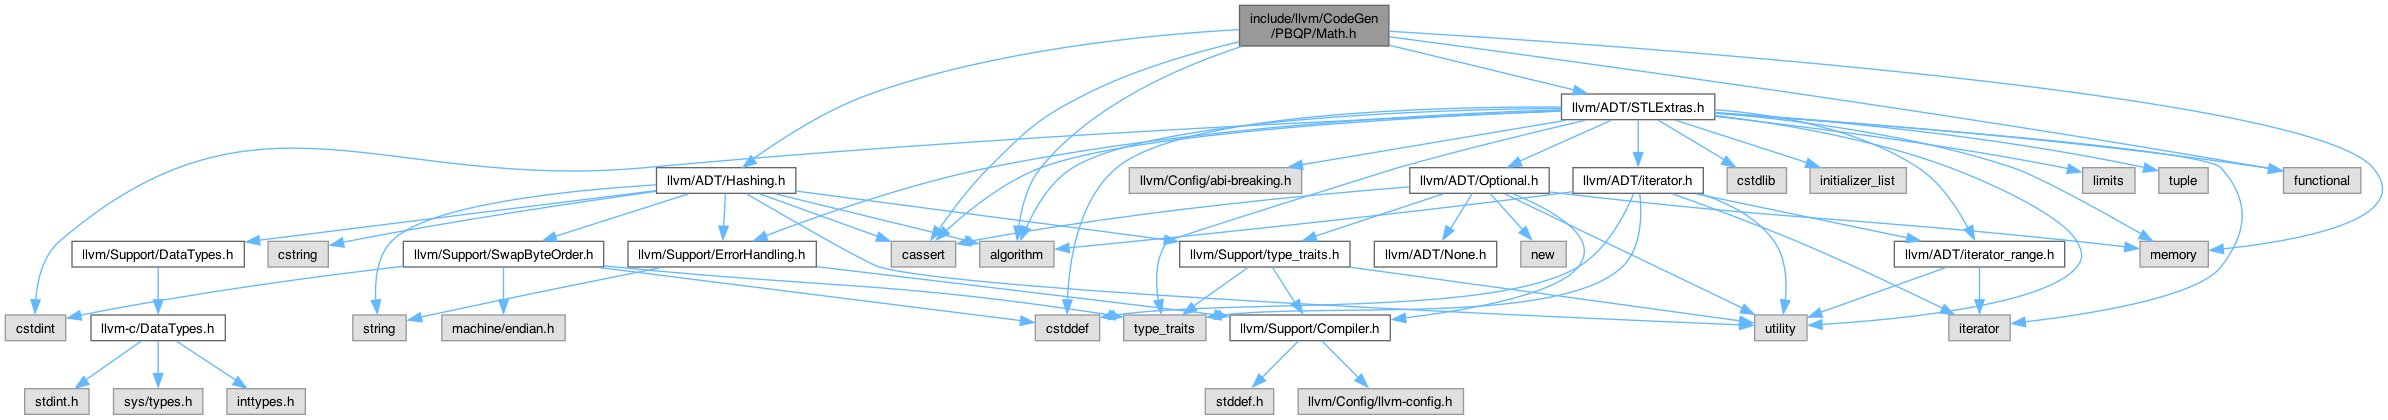 include/llvm/CodeGen
/PBQP/Math.h
llvm/ADT/STLExtras.h
llvm/ADT/Hashing.h
llvm/Config/abi-breaking.h
llvm/ADT/Optional.h
llvm/ADT/iterator.h
cstdlib
initializer_list
limits
tuple
functional
llvm/Support/DataTypes.h
cstring
llvm/Support/SwapByteOrder.h
llvm/Support/ErrorHandling.h
cassert
algorithm
llvm/Support/type_traits.h
llvm/ADT/None.h
new
llvm/ADT/iterator_range.h
memory
cstdint
llvm-c/DataTypes.h
string
machine/endian.h
cstddef
type_traits
llvm/Support/Compiler.h
utility
iterator
stdint.h
sys/types.h
inttypes.h
stddef.h
llvm/Config/llvm-config.h